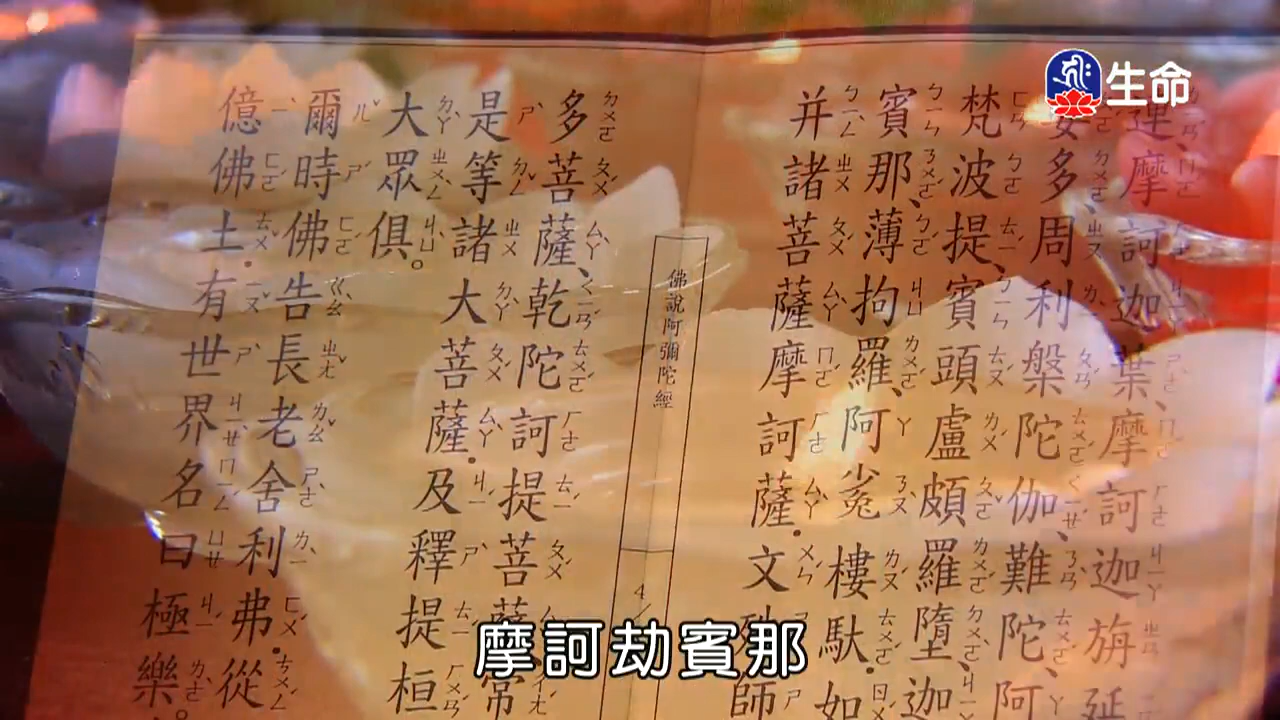 生命
連摩訶迦葉、摩訶迦旃延
多、周利槃陀伽、難陀、阿
梵波提、賓頭盧頗羅墮、迦
賓那、薄拘羅、阿㝹樓馱。如
并諸菩薩摩訶薩。文師
佛說阿彌陀經
4
多菩薩、乾陀訶提菩常
是等諸大菩薩。及釋提桓
大眾俱。
爾時佛告長老舍利弗。從
億佛土。有世界名曰極樂。
摩訶劫賓那